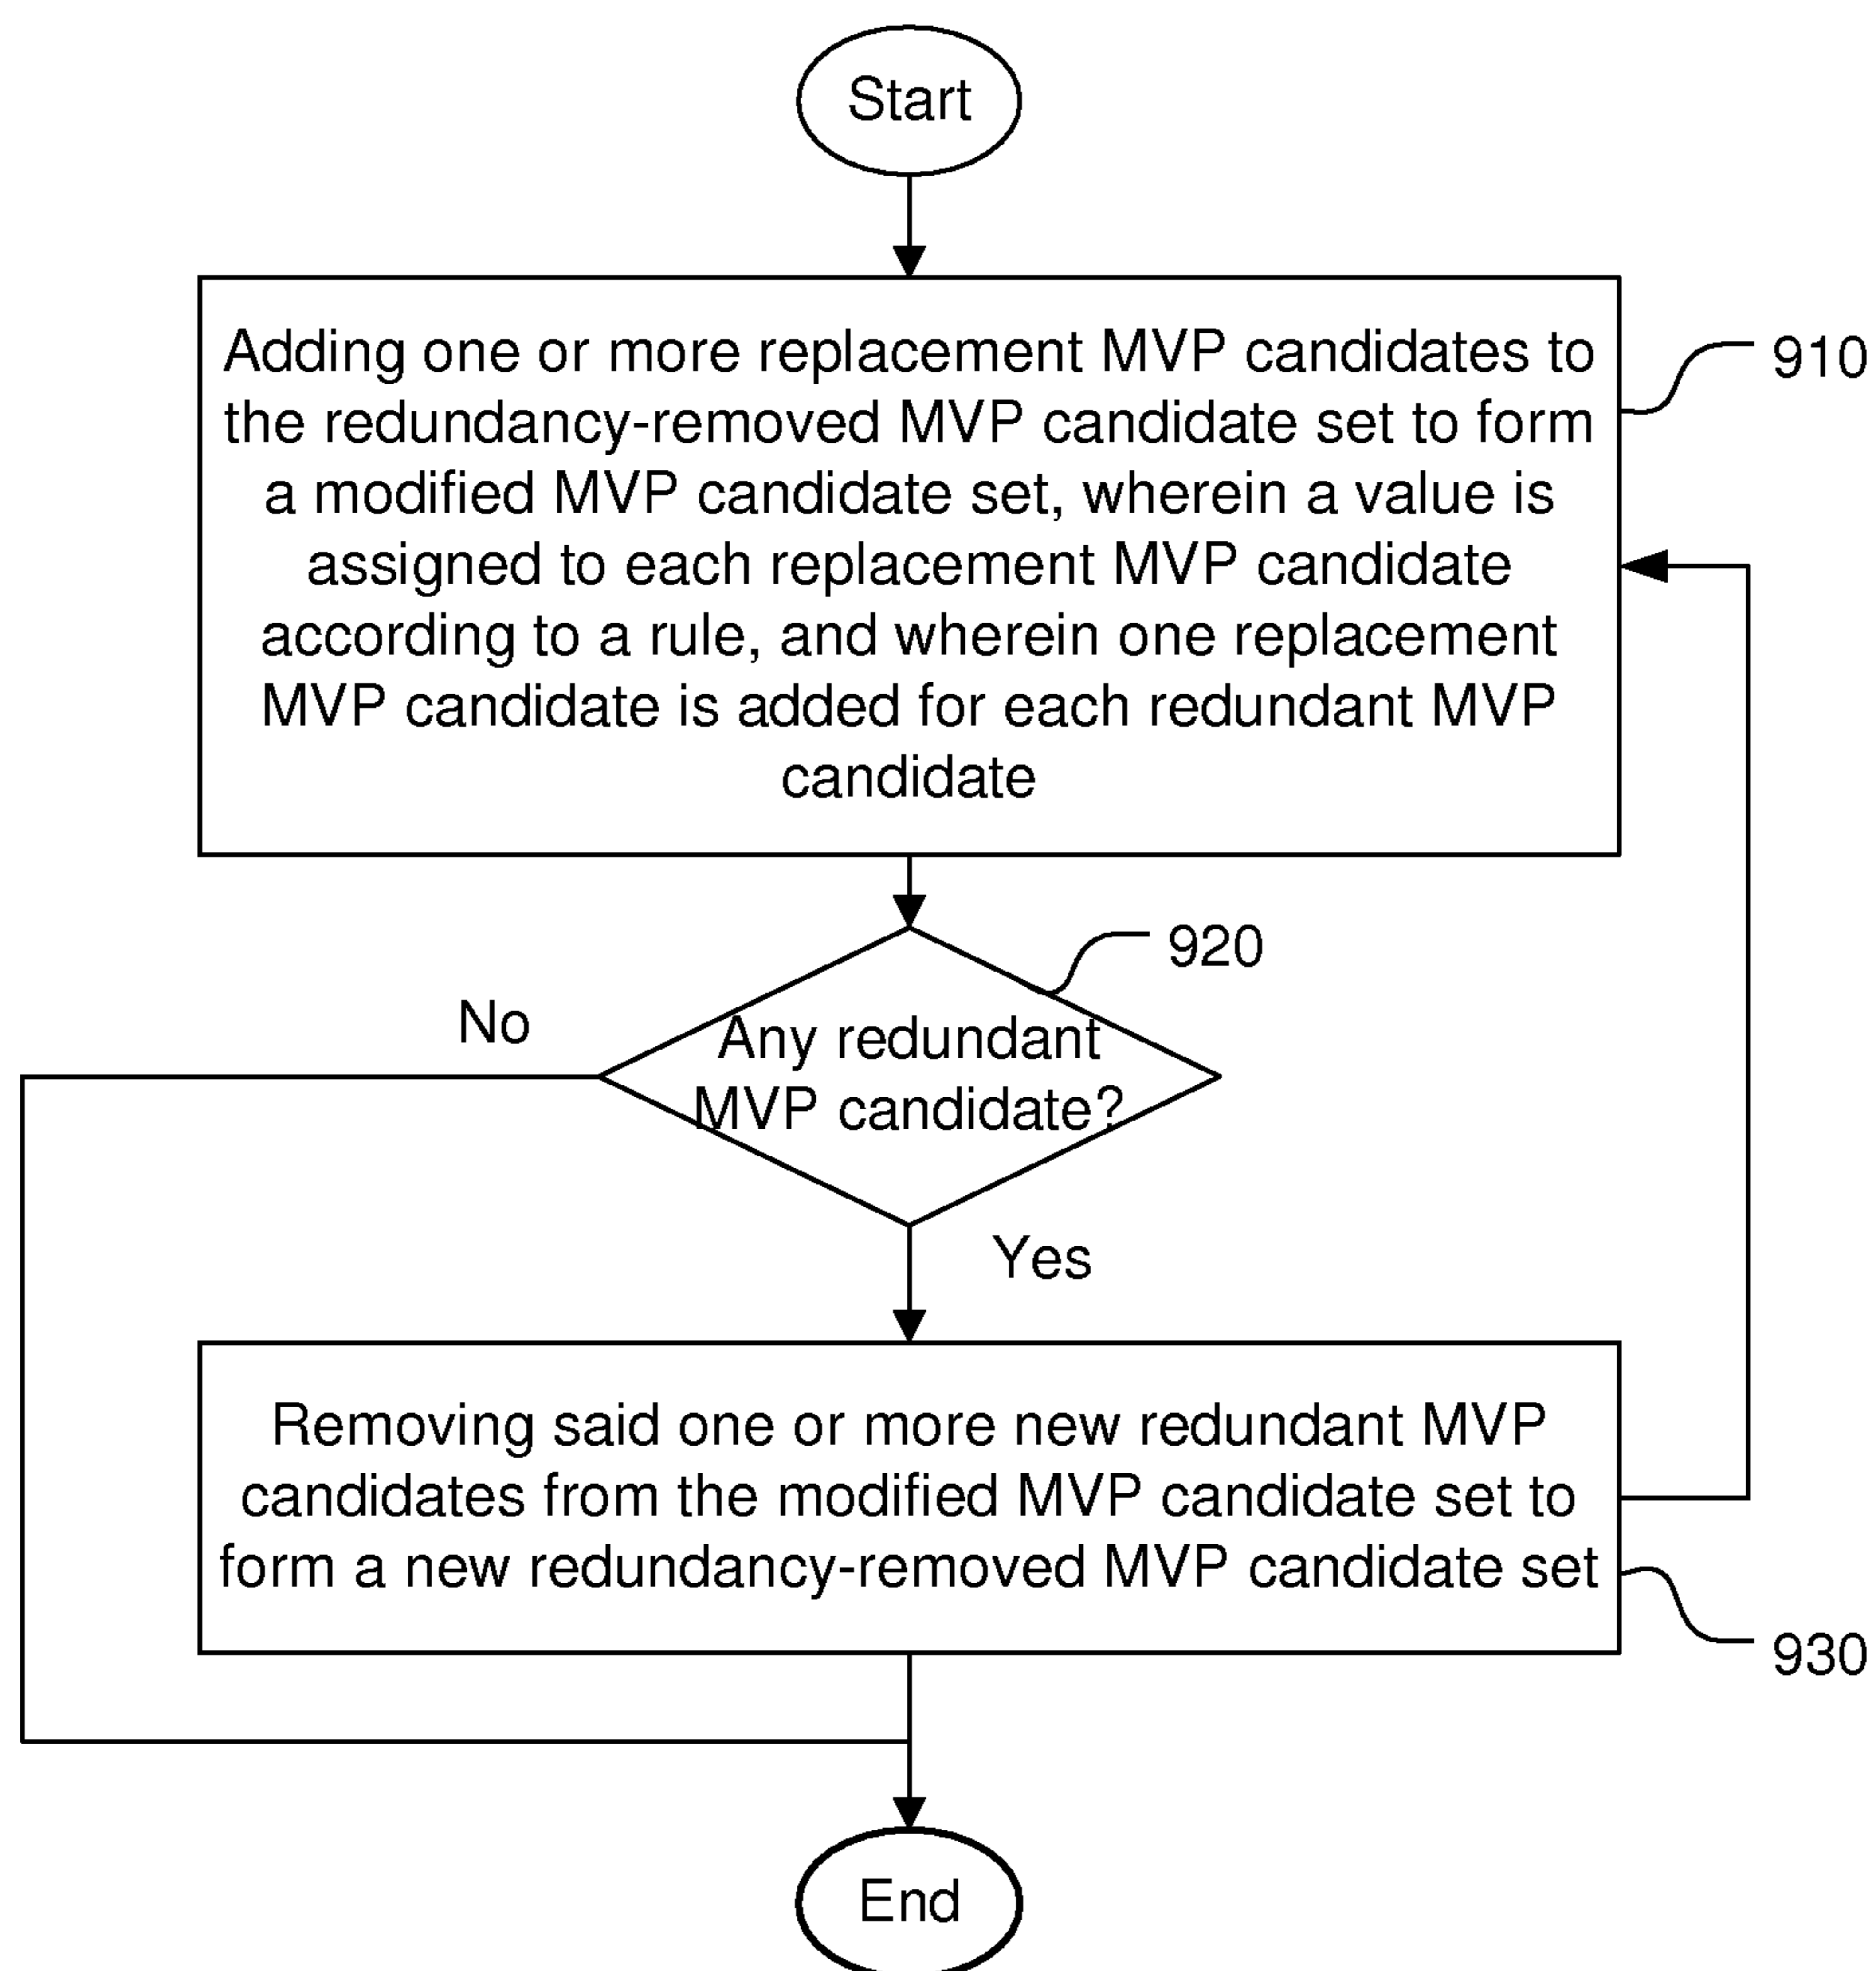 Start
Adding one or more replacement MVP candidates to
the redundancy-removed MVP candidate set to form
a modified MVP candidate set, wherein a value is
assigned to each replacement MVP candidate
according to a rule, and wherein one replacement
MVP candidate is added for each redundant MVP
candidate
910
920
No
Any redundant
MVP candidate?
Yes
Removing said one or more new redundant MVP
candidates from the modified MVP candidate set to
form a new redundancy-removed MVP candidate set
930
End